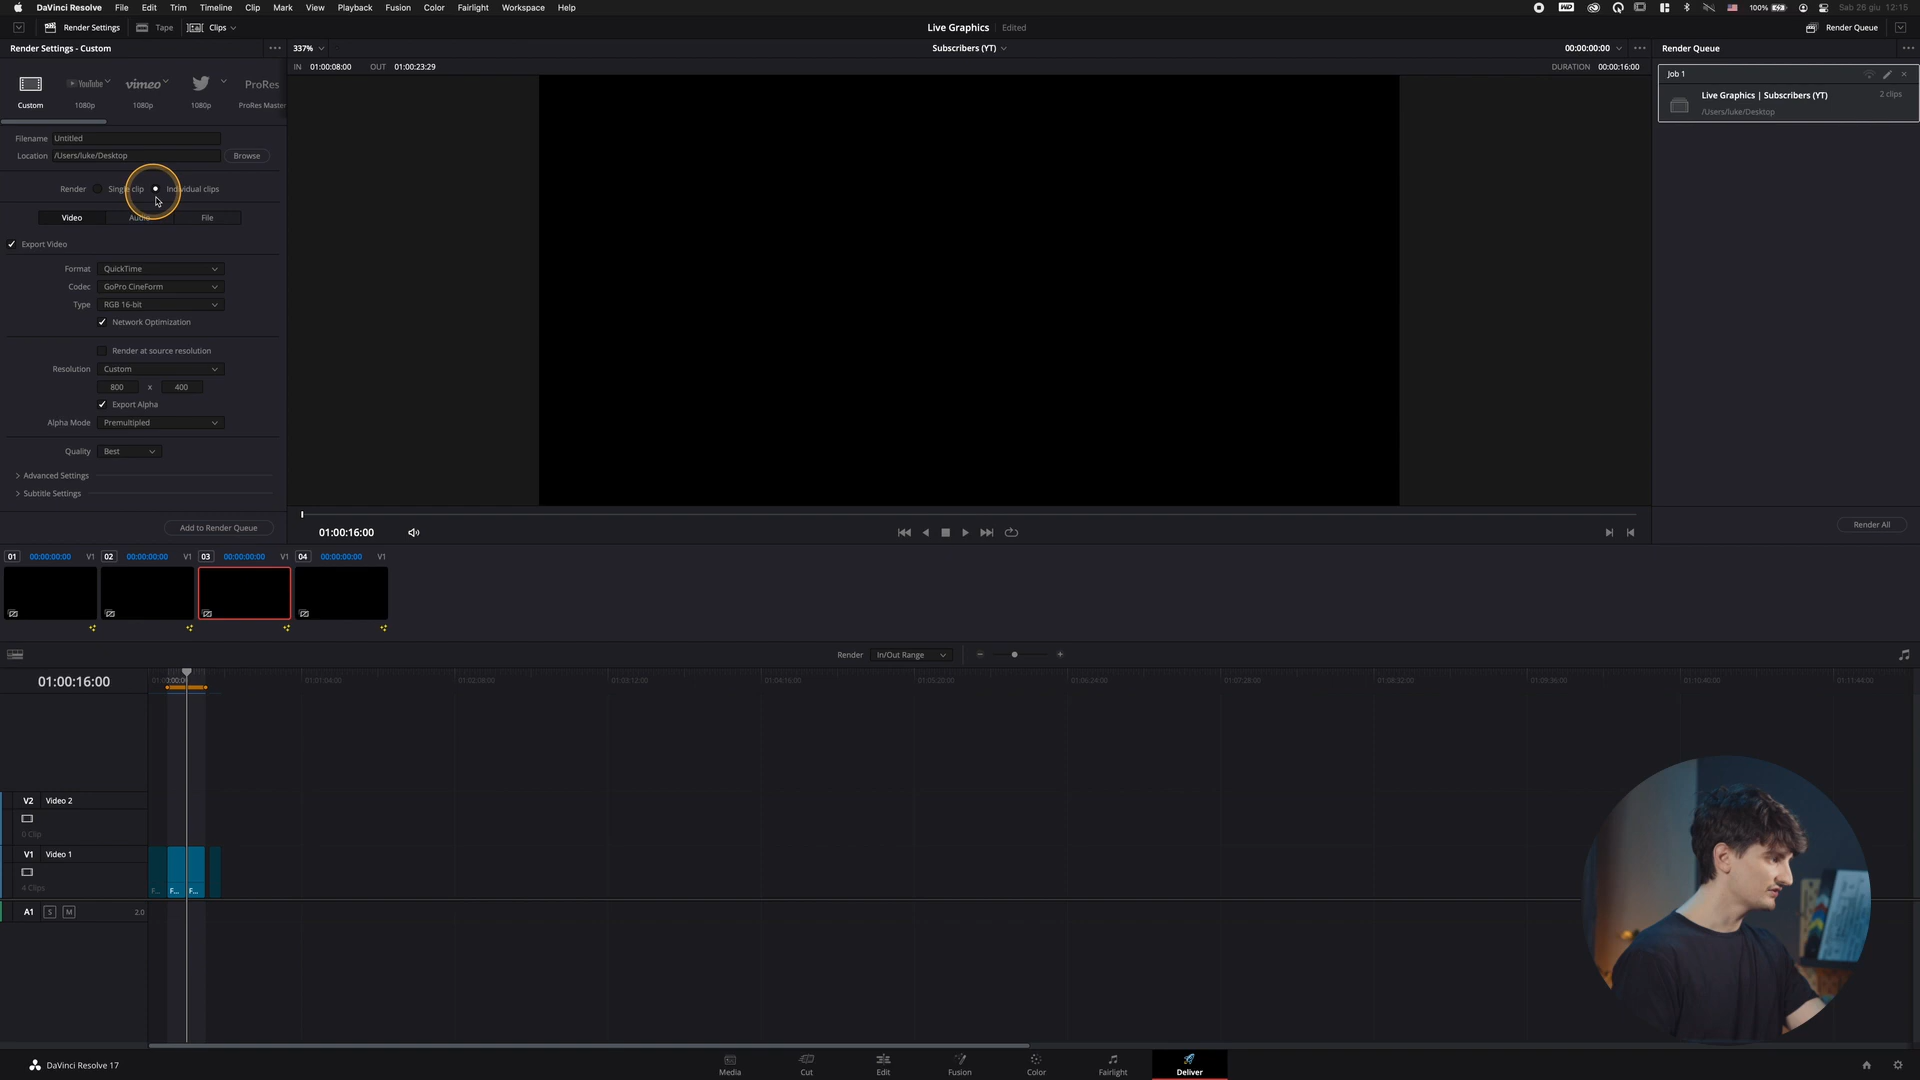 DaVinci Resolve File Edit Trim Timeline Clip Mark View Playback Fusion Color Fairlight Workspace Help 100% Sab 26 giu 12:15
Render Settings Tape Clips Live Graphics Edited Render Queue
Render Settings - Custom 337% Subscribers (YT) 00:00:00:00 Render Queue
IN 01:00:08:00 OUT 01:00:23:29 DURATION 00:00:16:00
Job 1
YouTube vimeo ProRes
Custom 1080p 1080p 1080p ProRes Master
Live Graphics | Subscribers (YT) 2 clips
/Users/luke/Desktop
Filename Untitled
Location /Users/luke/Desktop Browse
Render Single clip Individual clips
Video Audio File
Export Video
Format QuickTime
Codec GoPro CineForm
Type RGB 16-bit
Network Optimization
Render at source resolution
Resolution Custom
800 x 400
Export Alpha
Alpha Mode Premultipled
Quality Best
Advanced Settings
Subtitle Settings
Add to Render Queue 01:00:16:00 Render All
01 00:00:00:00 V1 02 00:00:00:00 V1 03 00:00:00:00 V1 04 00:00:00:00 V1
Render In/Out Range
01:00:16:00 01:01:04:00 01:02:08:00 01:03:12:00 01:04:16:00 01:05:20:00 01:06:24:00 01:07:28:00 01:08:32:00 01:09:36:00 01:10:40:00 01:11:44:00
V2 Video 2
0 Clip
V1 Video 1
4 Clips F... F... F...
A1 S M 2.0
DaVinci Resolve 17 Media Cut Edit Fusion Color Fairlight Deliver